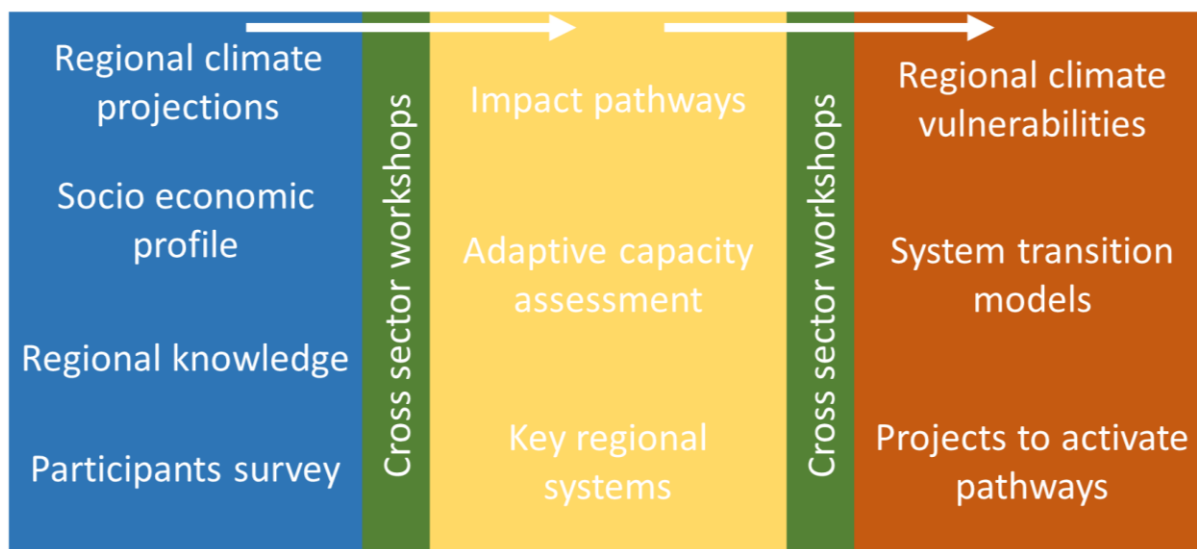 Regional climate
projections
Socio economic
profile
Regional knowledge
Participants survey
Cross sector workshops
Impact pathways
Adaptive capacity
assessment
Key regional
systems
Cross sector workshops
Regional climate
vulnerabilities
System transition
models
Projects to activate
pathways